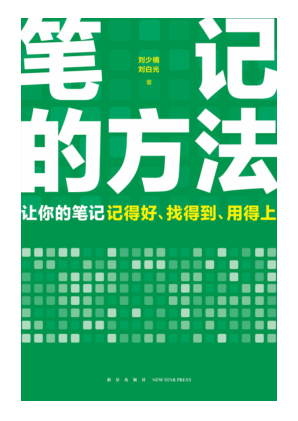 笔记
的方法
刘少楠
刘白光
著
让你的笔记 记得好、找得到、用得上
新星出版社 NEW STAR PRESS